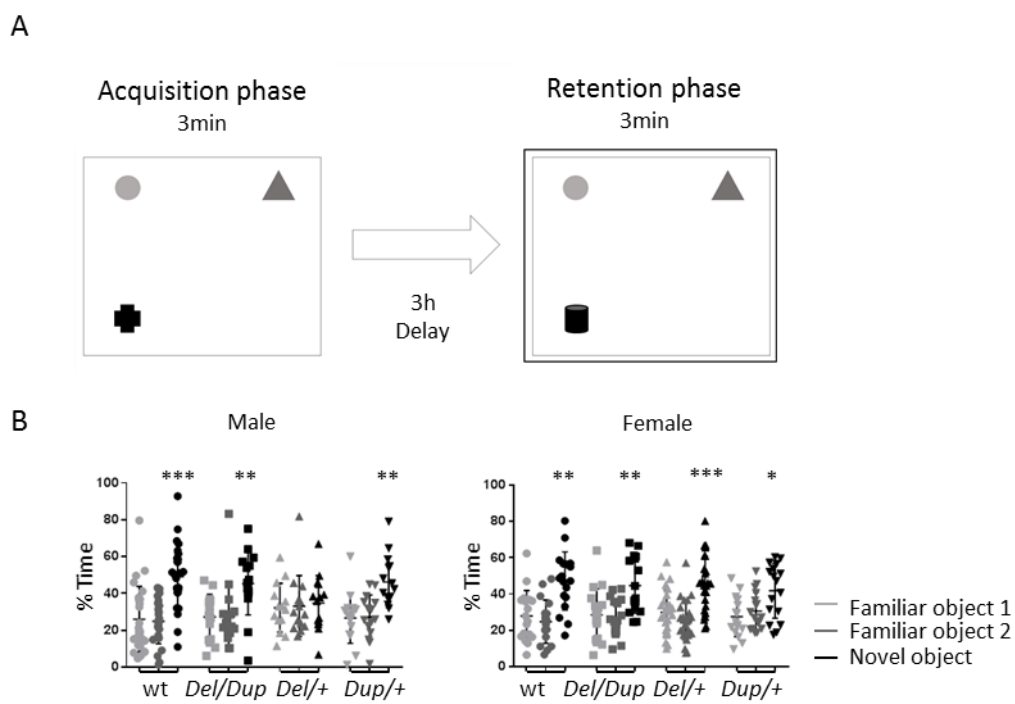 A
Acquisition phase
3min
Retention phase
3min
3h
Delay
B
Male
Female
*** ** **
** ** *** *
% Time
100
80
60
40
20
0
wt Del/Dup Del/+ Dup/+
% Time
100
80
60
40
20
0
wt Del/Dup Del/+ Dup/+
Familiar object 1
Familiar object 2
Novel object